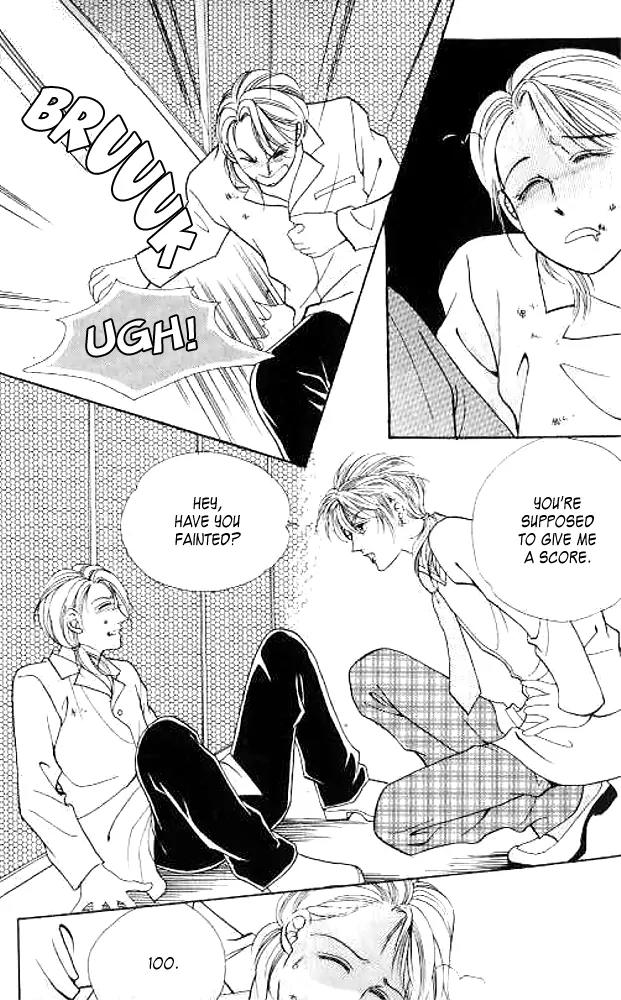 BRUUUK
UGH!
HEY,
HAVE YOU
FAINTED?
YOU'RE
SUPPOSED
TO GIVE ME
A SCORE.
100.